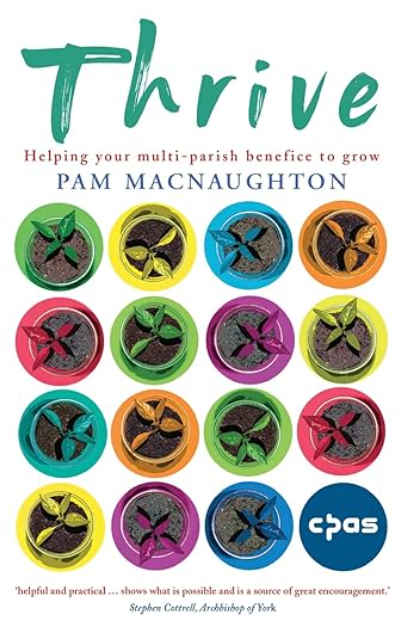 Thrive
Helping your multi-parish benefice to grow
PAM MACNAUGHTON
cpas
'helpful and practical ... shows what is possible and is a source of great encouragement.'
Stephen Cottrell, Archbishop of York